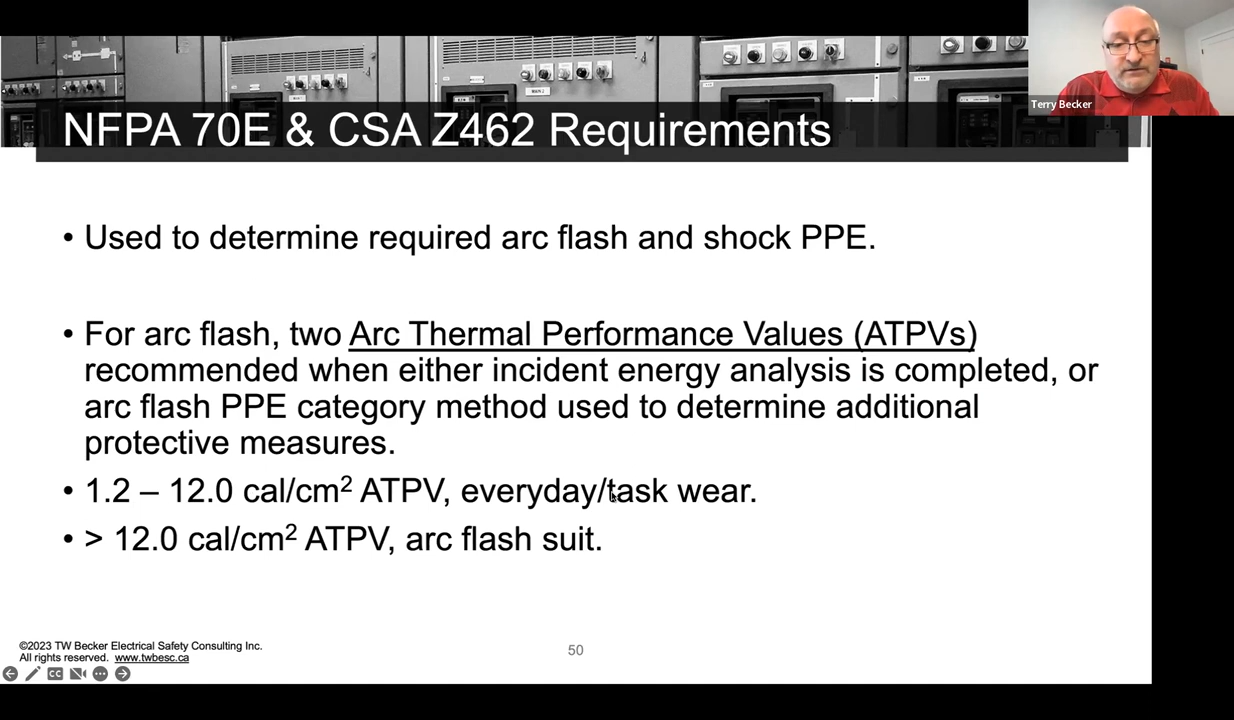 Terry Becker
NFPA 70E & CSA Z462 Requirements
• Used to determine required arc flash and shock PPE.
• For arc flash, two Arc Thermal Performance Values (ATPVs)
recommended when either incident energy analysis is completed, or
arc flash PPE category method used to determine additional
protective measures.
• 1.2 – 12.0 cal/cm² ATPV, everyday/task wear.
• > 12.0 cal/cm² ATPV, arc flash suit.
©2023 TW Becker Electrical Safety Consulting Inc.
All rights reserved. www.twbesc.ca
50
CC